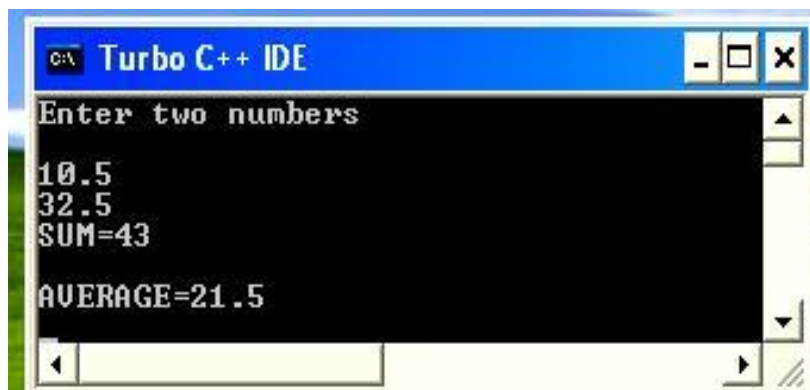 Turbo C++ IDE
Enter two numbers
10.5
32.5
SUM=43
AVERAGE=21.5